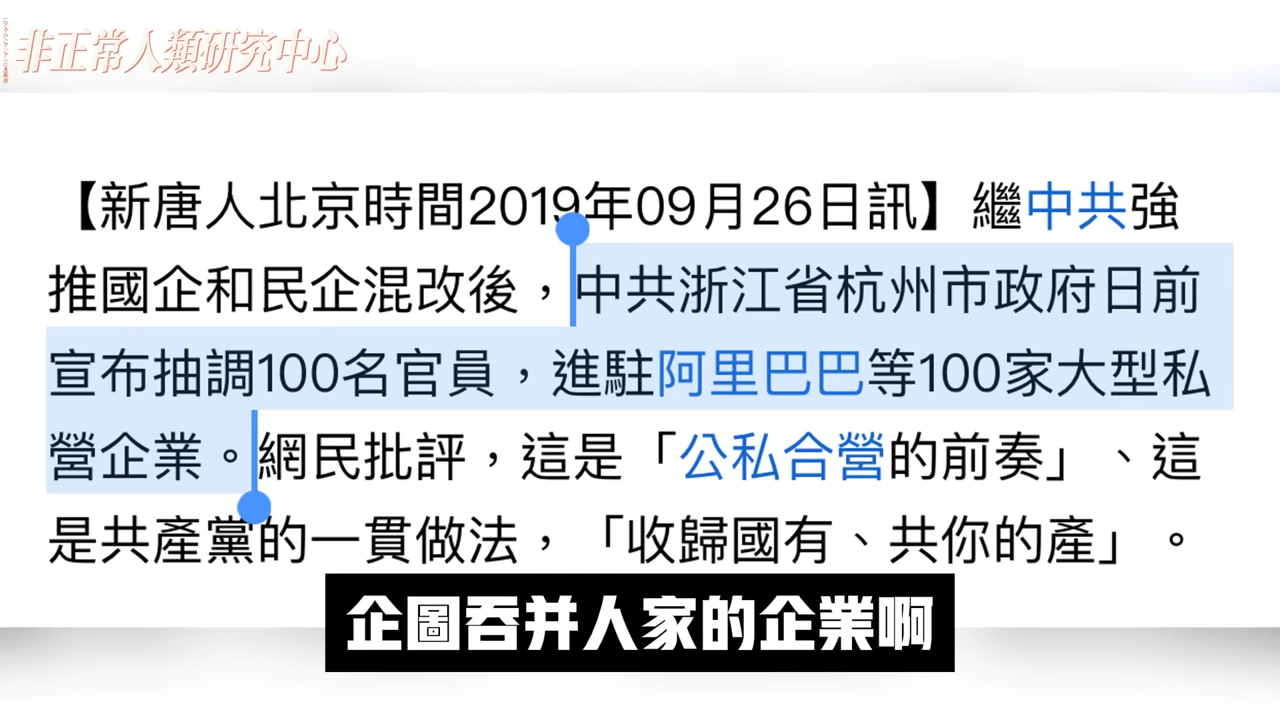 非正常人類研究中心
【新唐人北京時間2019年09月26日訊】繼中共強
推國企和民企混改後，中共浙江省杭州市政府日前
宣布抽調100名官員，進駐阿里巴巴等100家大型私
營企業。網民批評，這是「公私合營的前奏」、這
是共產黨的一貫做法，「收歸國有、共你的產」。
企圖吞并人家的企業啊